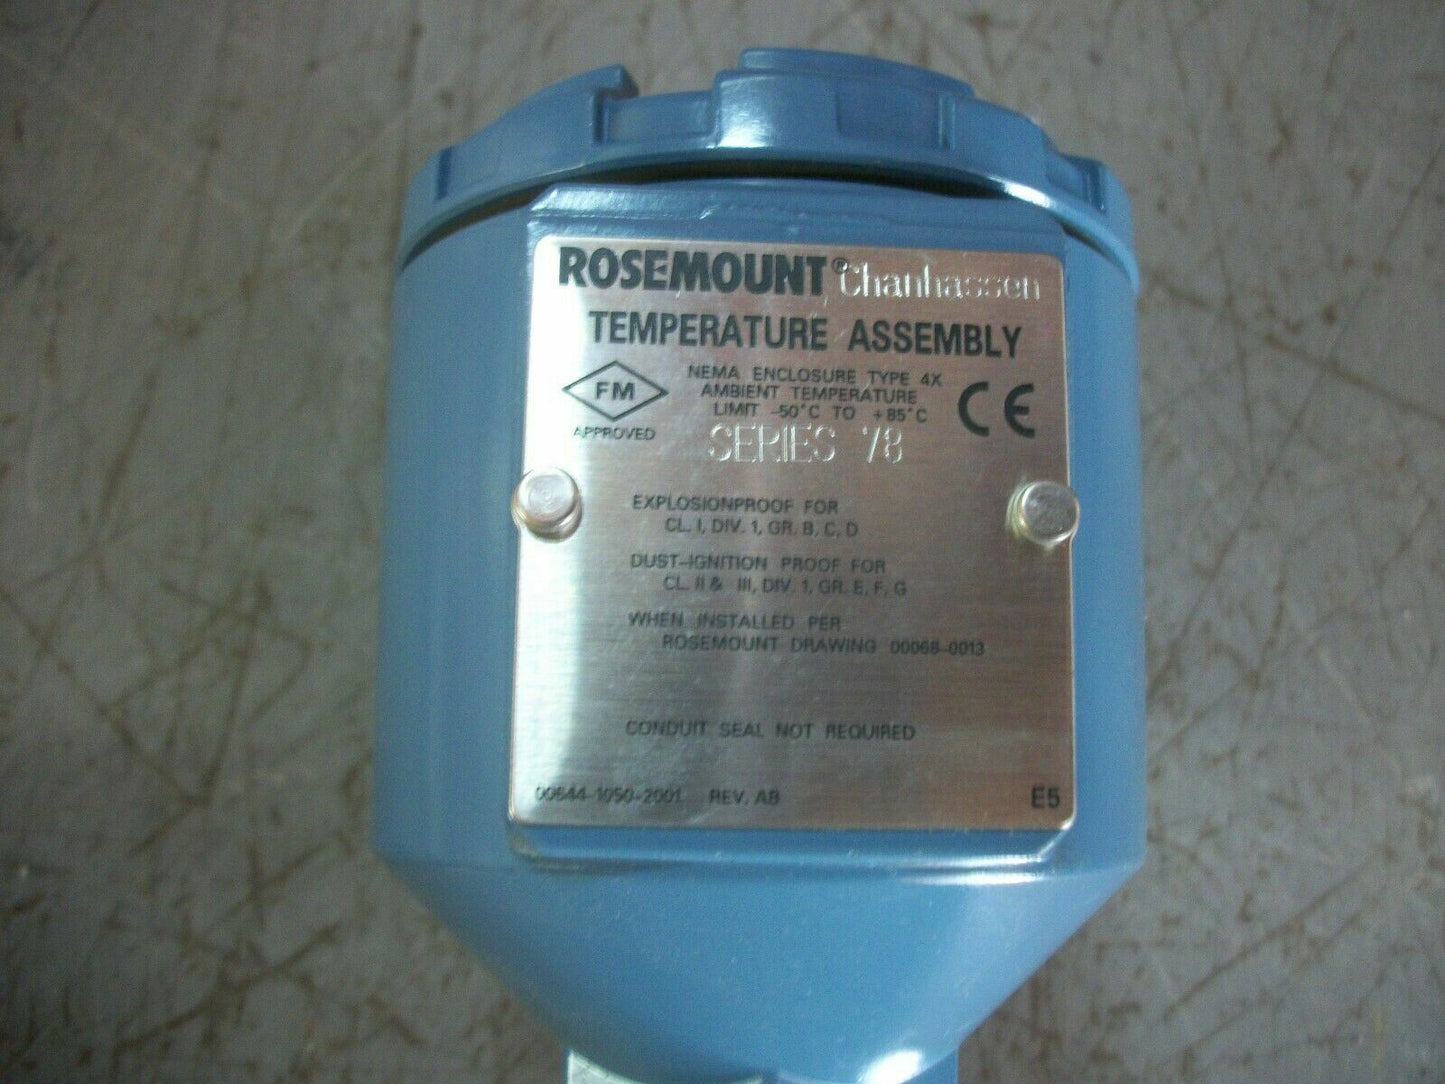 ROSEMOUNT® Chanhassen
TEMPERATURE ASSEMBLY
FM
APPROVED
NEMA ENCLOSURE TYPE 4X
AMBIENT TEMPERATURE
LIMIT -50°C TO +85°C
CE
SERIES 78
EXPLOSIONPROOF FOR
CL. I, DIV. 1, GR. B, C, D
DUST-IGNITION PROOF FOR
CL. II & III, DIV. 1, GR. E, F, G
WHEN INSTALLED PER
ROSEMOUNT DRAWING 00068-0013
CONDUIT SEAL NOT REQUIRED
00644-1050-2001 REV. AB E5